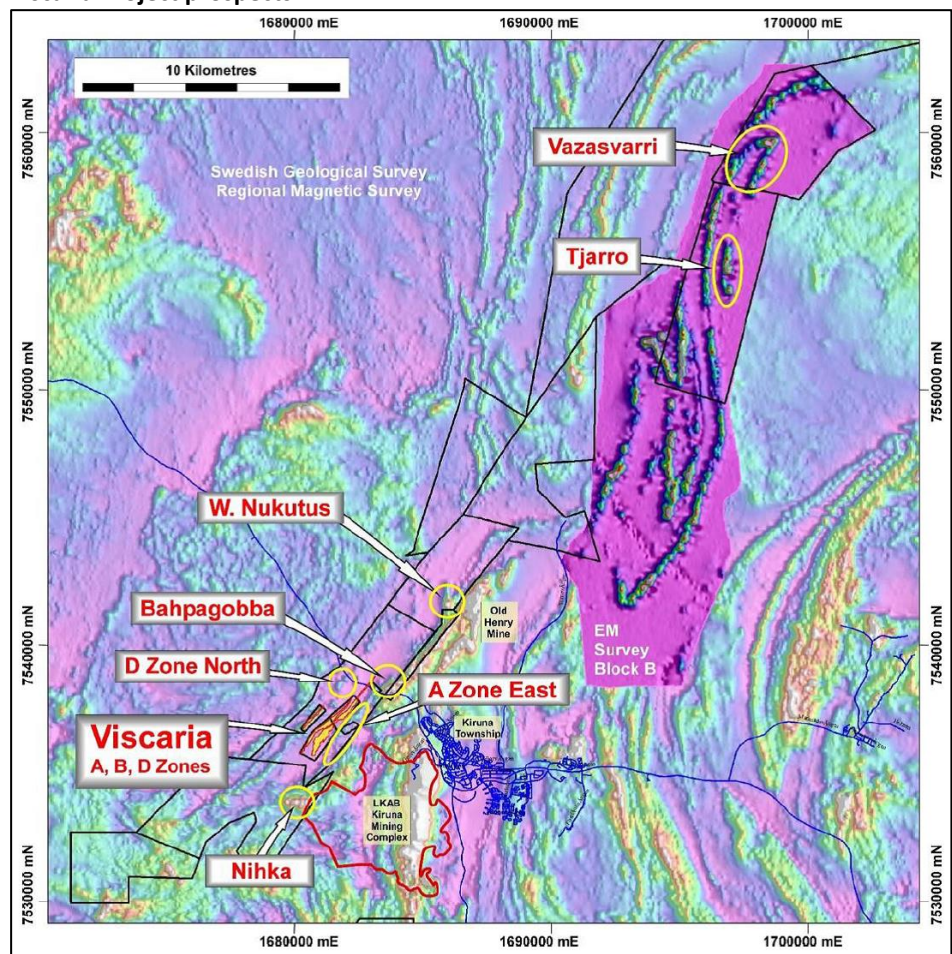 1680000 mE
1690000 mE
1700000 mE
10 Kilometres
7560000 mN
7560000 mN
Vazasvarri
Swedish Geological Survey
Regional Magnetic Survey
Tjarro
7550000 mN
7550000 mN
W. Nukutus
Bahpagobba
Old
Henry
Mine
EM
Survey
Block B
7540000 mN
7540000 mN
D Zone North
A Zone East
Viscaria
A, B, D Zones
Kiruna
Township
LKAB
Kiruna
Mining
Complex
Nihka
7530000 mN
7530000 mN
1680000 mE
1690000 mE
1700000 mE